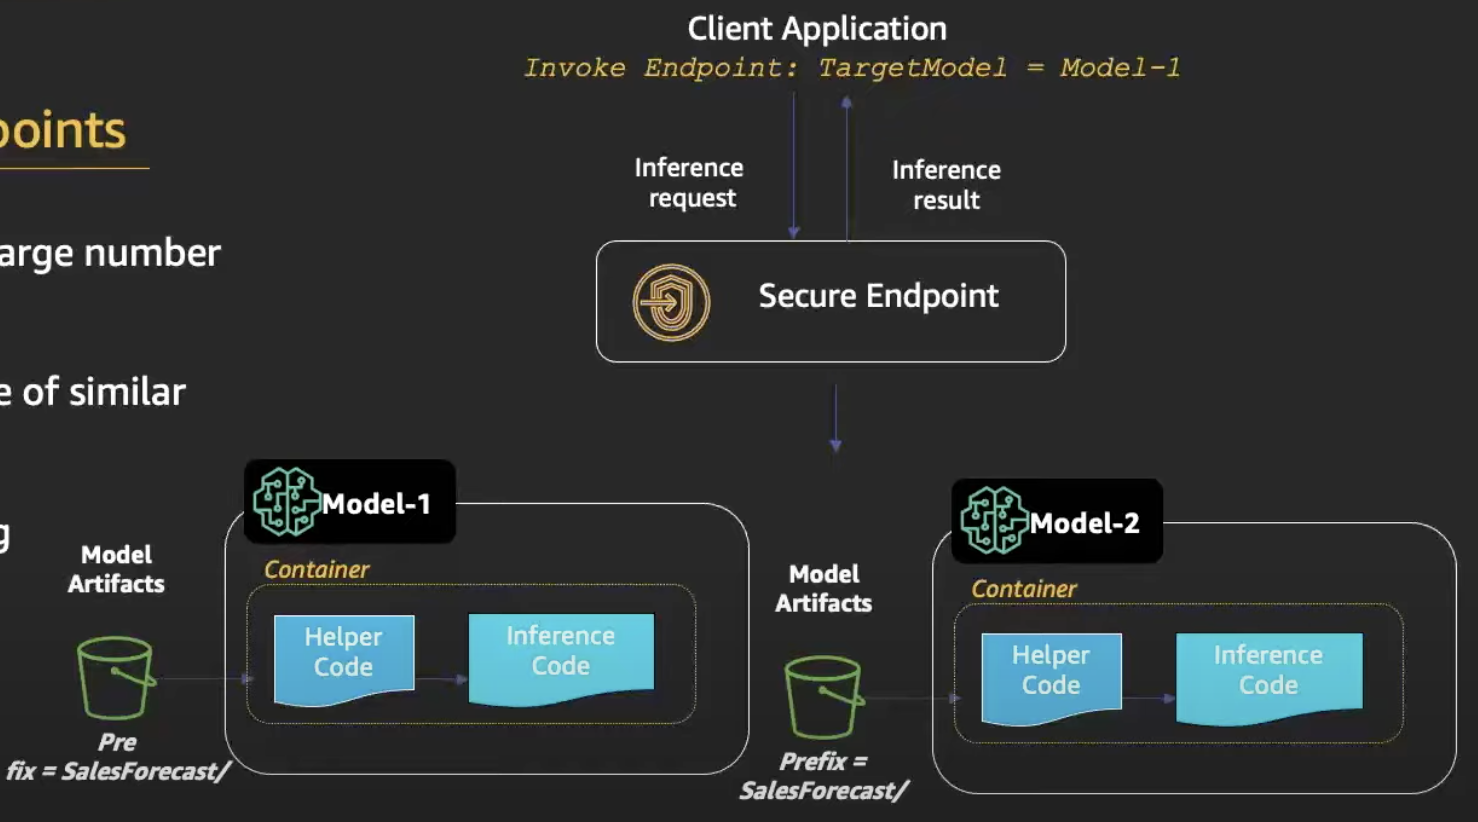 Client Application
Invoke Endpoint: TargetModel = Model-1
points
Inference
request
Inference
result
arge number
Secure Endpoint
e of similar
Model-1
g
Model
Artifacts
Container
Helper
Code
Inference
Code
Pre
fix = SalesForecast/
Model-2
Model
Artifacts
Container
Helper
Code
Inference
Code
Prefix =
SalesForecast/